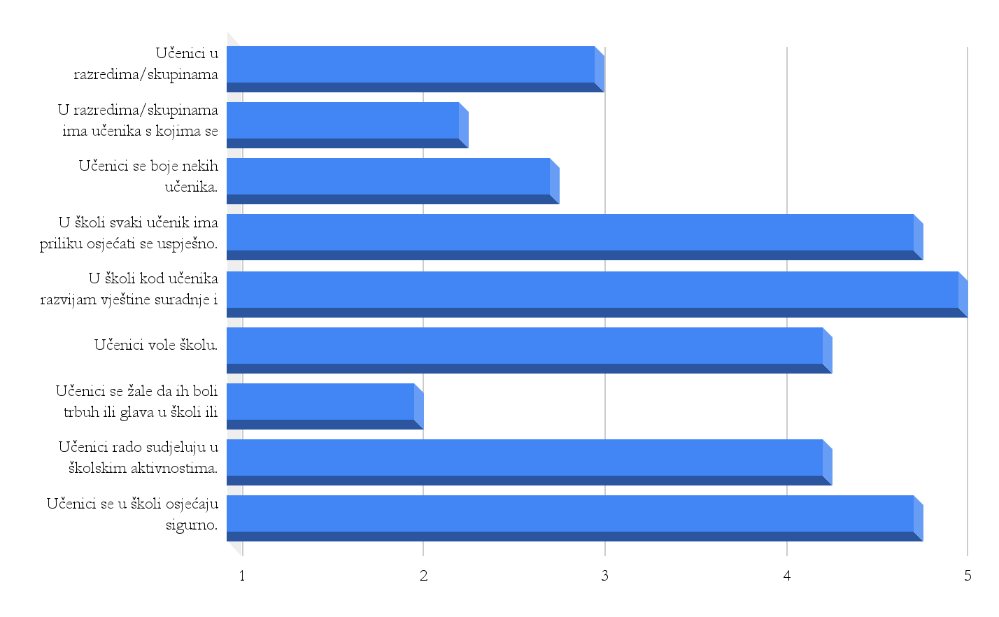 Učenici u
razredima/skupinama
U razredima/skupinama
ima učenika s kojima se
Učenici se boje nekih
učenika.
U školi svaki učenik ima
priliku osjećati se uspješno.
U školi kod učenika
razvijam vještine suradnje i
Učenici vole školu.
Učenici se žale da ih boli
trbuh ili glava u školi ili
Učenici rado sudjeluju u
školskim aktivnostima.
Učenici se u školi osjećaju
sigurno.
1 2 3 4 5